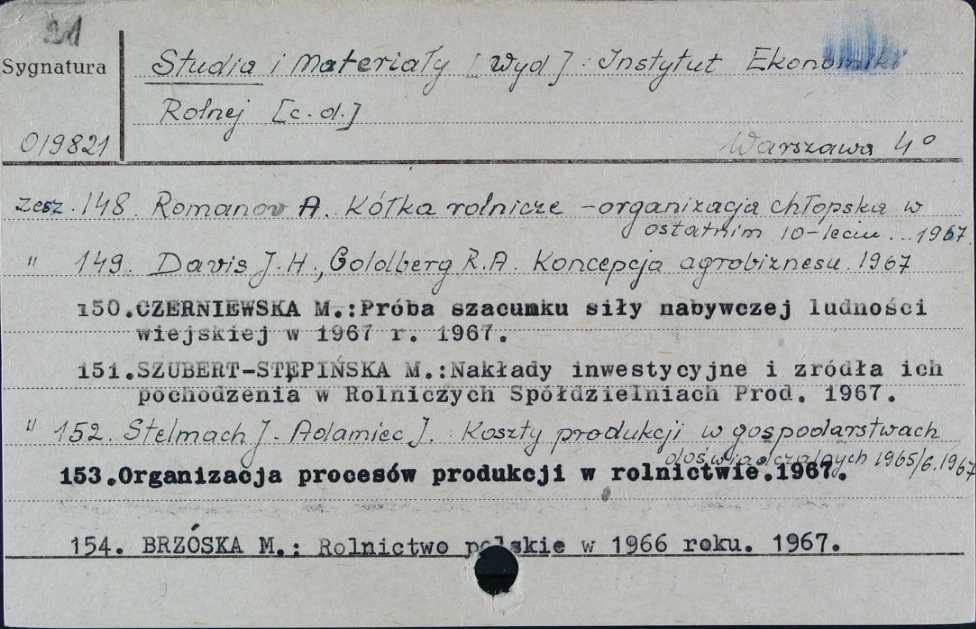 21
Sygnatura
Studia i Materiały [Wyd] Instytut Ekonomiki
Rolnej [c.d.]
019821
Warszawa 4°
zesz. 148. Romanow A. Kółka rolnicze – organizacja chłopska w
ostatnim 10-leciu... 1967
" 149. Davis J.H., Goldberg R.A. Koncepcja agrobiznesu. 1967
150.CZERNIEWSKA M.:Próba szacunku siły nabywczej ludności
wiejskiej w 1967 r. 1967.
151.SZUBERT-STĘPIŃSKA M.:Nakłady inwestycyjne i zródła ich
pochodzenia w Rolniczych Spółdzielniach Prod. 1967.
" 152. Stelmach J. Adamiec J. Koszty produkcji w gospodarstwach
doświadczalnych 1965/6. 1967
153.Organizacja procesów produkcji w rolnictwie.1967.
154. BRZÓSKA M.: Rolnictwo polskie w 1966 roku. 1967.